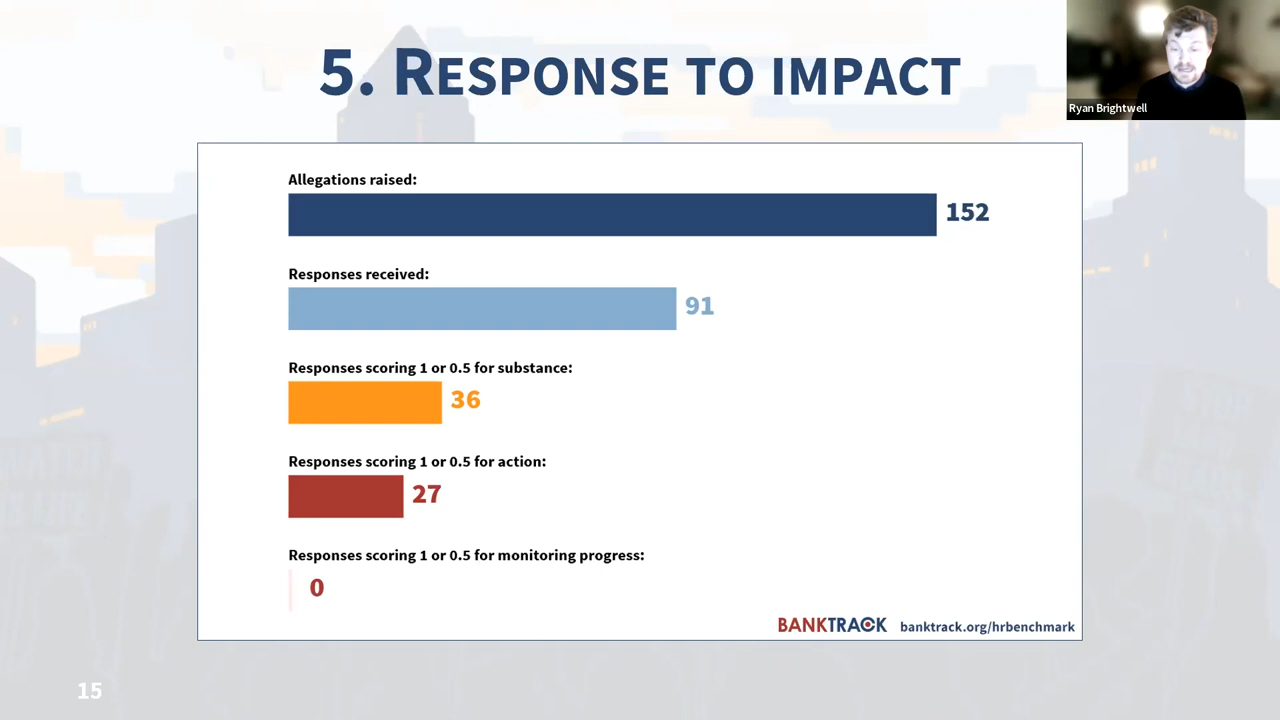 5. RESPONSE TO IMPACT
Ryan Brightwell
Allegations raised:
152
Responses received:
91
Responses scoring 1 or 0.5 for substance:
36
Responses scoring 1 or 0.5 for action:
27
Responses scoring 1 or 0.5 for monitoring progress:
0
BANKTRACK banktrack.org/hrbenchmark
15